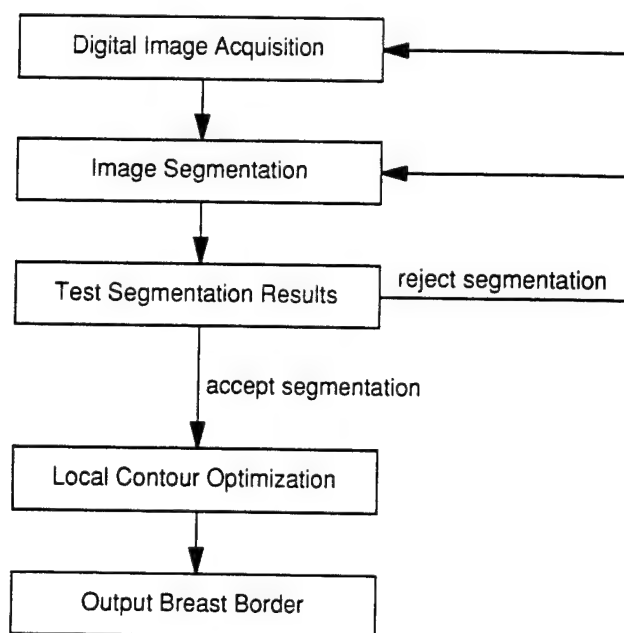 Digital Image Acquisition
Image Segmentation
Test Segmentation Results
reject segmentation
accept segmentation
Local Contour Optimization
Output Breast Border